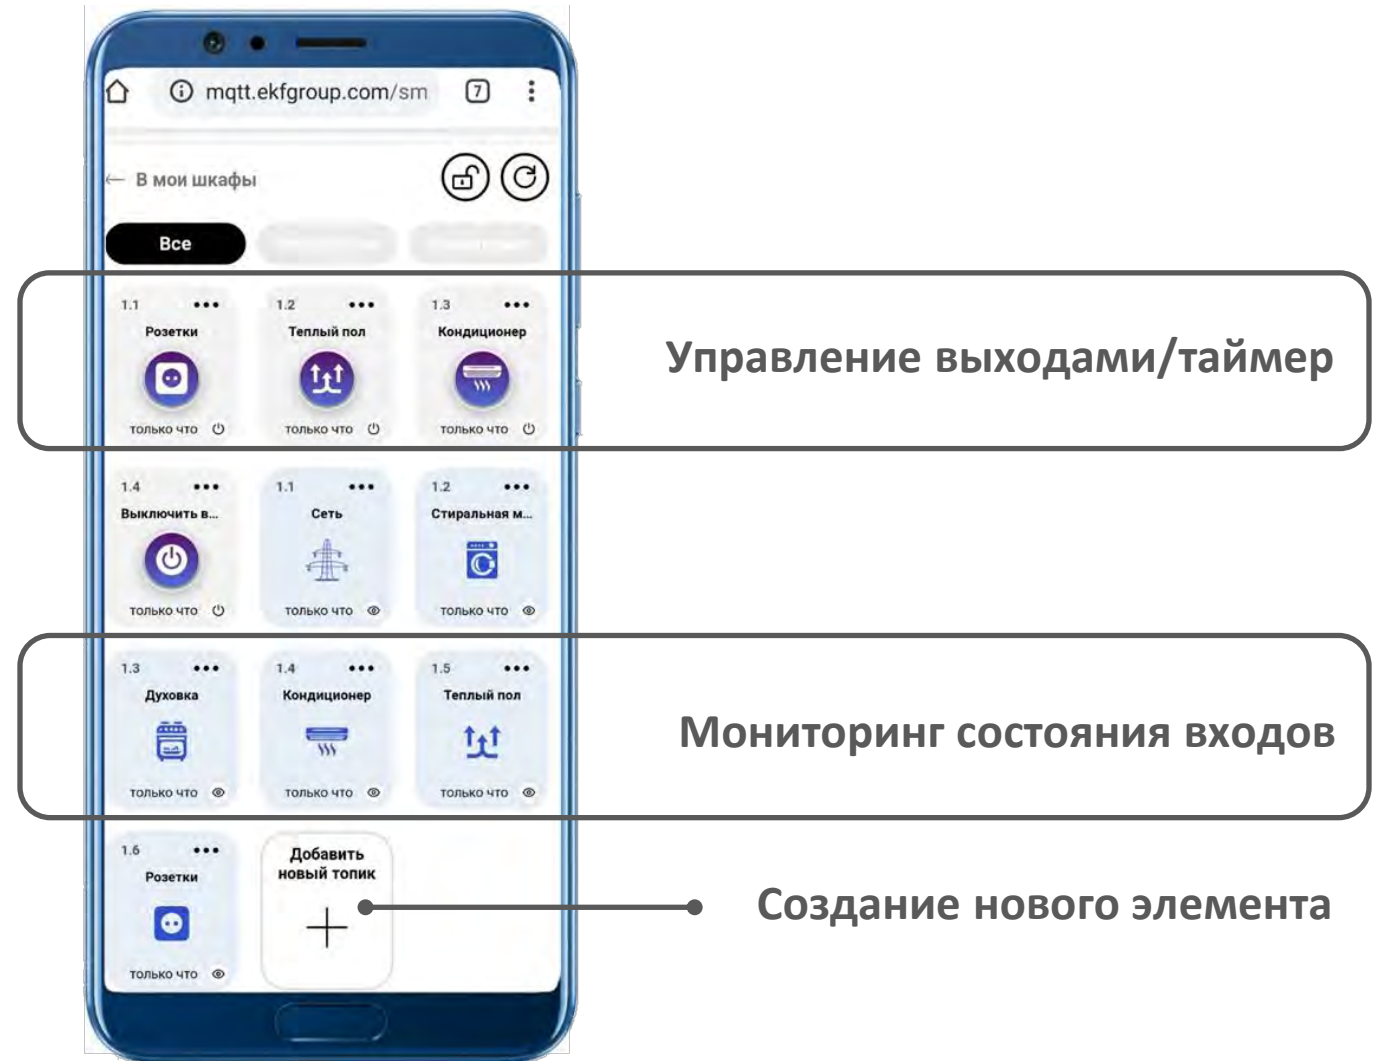 mqtt.ekfgroup.com/sm
7
← В мои шкафы
Все
1.1 ••• 1.2 ••• 1.3 •••
Розетки Теплый пол Кондиционер
только что только что только что
Управление выходами/таймер
1.4 ••• 1.1 ••• 1.2 •••
Выключить в... Сеть Стиральная м...
только что только что только что
1.3 ••• 1.4 ••• 1.5 •••
Духовка Кондиционер Теплый пол
только что только что только что
Мониторинг состояния входов
1.6 •••
Розетки
только что
Добавить
новый топик
Создание нового элемента